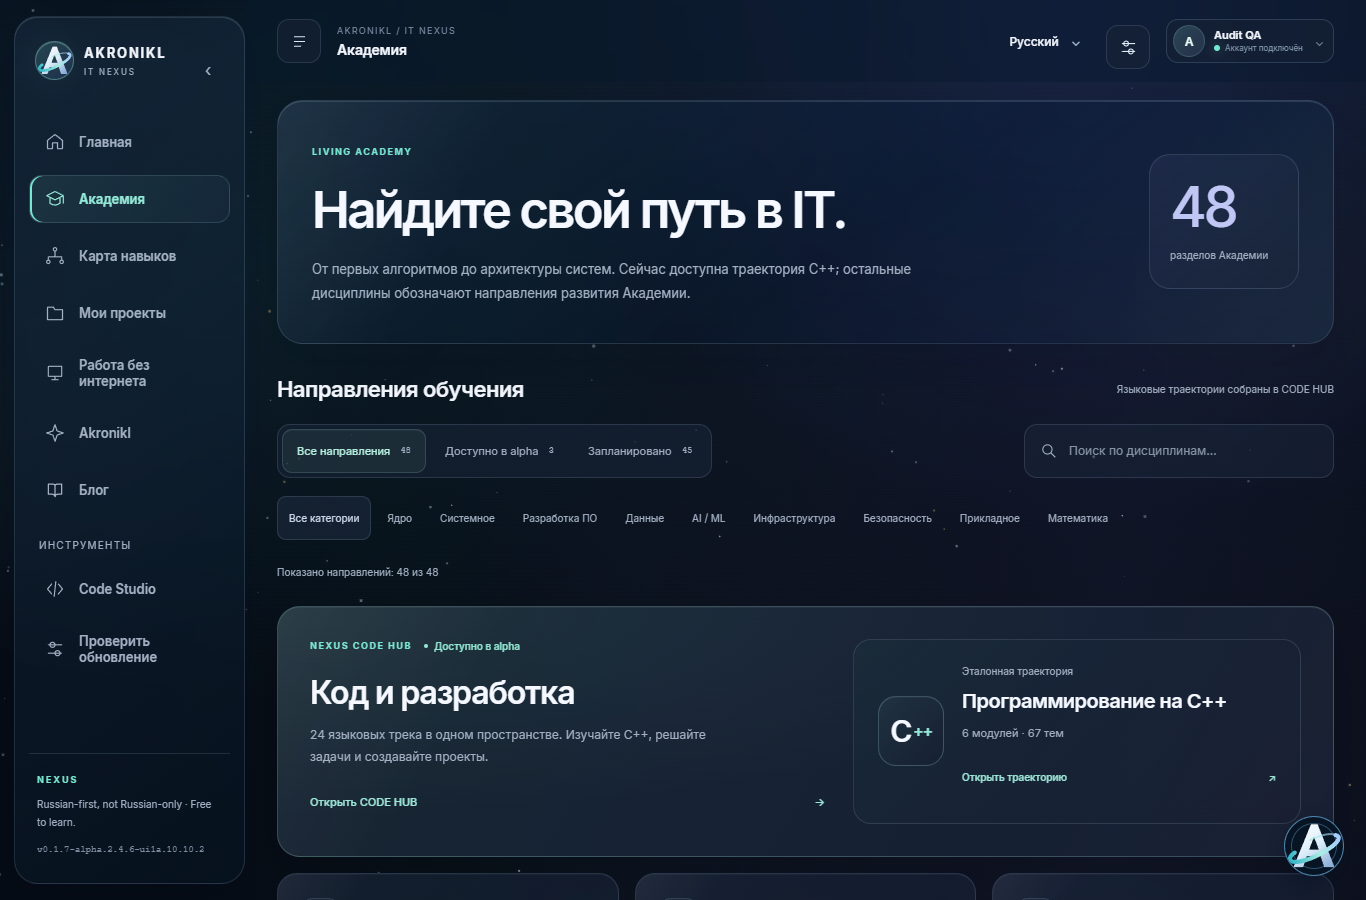 AKRONIKL
IT NEXUS
Главная
Академия
Карта навыков
Мои проекты
Работа без
интернета
Akronikl
Блог
ИНСТРУМЕНТЫ
Code Studio
Проверить
обновление
NEXUS
Russian-first, not Russian-only · Free
to learn.
v0.1.7-alpha.2.4.6-ui1a.10.10.2
AKRONIKL / IT NEXUS
Академия
Русский
A
Audit QA
Аккаунт подключён
LIVING ACADEMY
Найдите свой путь в IT.
От первых алгоритмов до архитектуры систем. Сейчас доступна траектория C++; остальные
дисциплины обозначают направления развития Академии.
48
разделов Академии
Направления обучения
Языковые траектории собраны в CODE HUB
Все направления 48
Доступно в alpha 3
Запланировано 45
Поиск по дисциплинам...
Все категории
Ядро
Системное
Разработка ПО
Данные
AI / ML
Инфраструктура
Безопасность
Прикладное
Математика
Показано направлений: 48 из 48
NEXUS CODE HUB
Доступно в alpha
Код и разработка
24 языковых трека в одном пространстве. Изучайте C++, решайте
задачи и создавайте проекты.
Открыть CODE HUB →
C++
Эталонная траектория
Программирование на C++
6 модулей · 67 тем
Открыть траекторию ↗